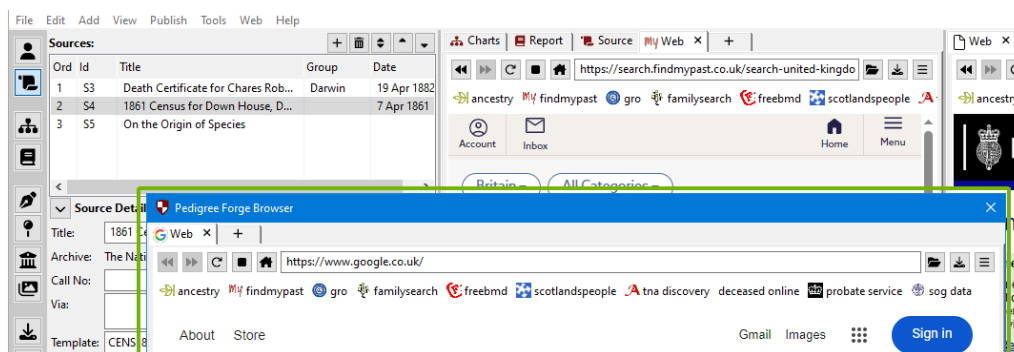 File Edit Add View Publish Tools Web Help
Sources:
Ord Id Title Group Date
1 S3 Death Certificate for Chares Rob... Darwin 19 Apr 1882
2 S4 1861 Census for Down House, D... 7 Apr 1861
3 S5 On the Origin of Species
Charts Report Source My Web × +
https://search.findmypast.co.uk/search-united-kingdo
ancestry My findmypast gro familysearch freebmd scotlandspeople
Account Inbox Home Menu
Britain All Categories
Web ×
ancestry
Source Detail
Title: 1861
Archive: The Nati
Call No:
Via:
Template: CENS
Pedigree Forge Browser
Web × +
https://www.google.co.uk/
ancestry My findmypast gro familysearch freebmd scotlandspeople tna discovery deceased online probate service sog data
About Store Gmail Images Sign in